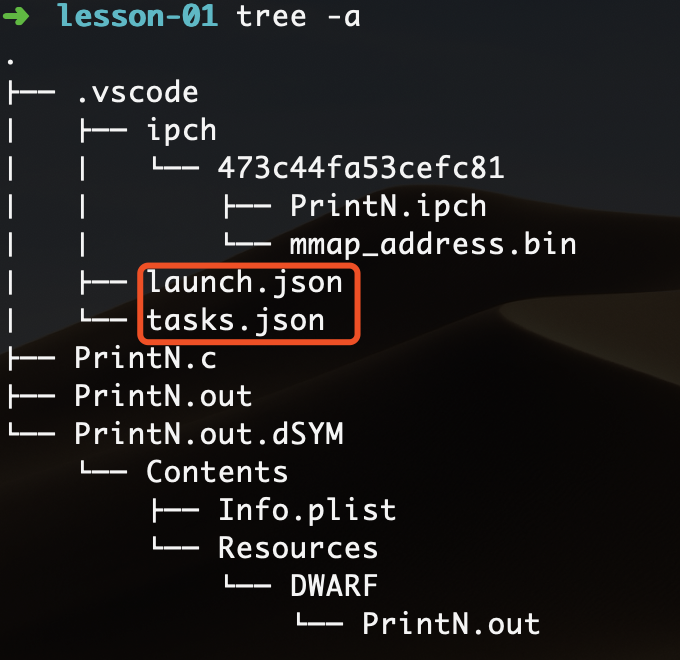 ➜  lesson-01 tree -a
.
├── .vscode
│   ├── ipch
│   │   └── 473c44fa53cefc81
│   │       ├── PrintN.ipch
│   │       └── mmap_address.bin
│   ├── launch.json
│   └── tasks.json
├── PrintN.c
├── PrintN.out
└── PrintN.out.dSYM
    └── Contents
        ├── Info.plist
        └── Resources
            └── DWARF
                └── PrintN.out